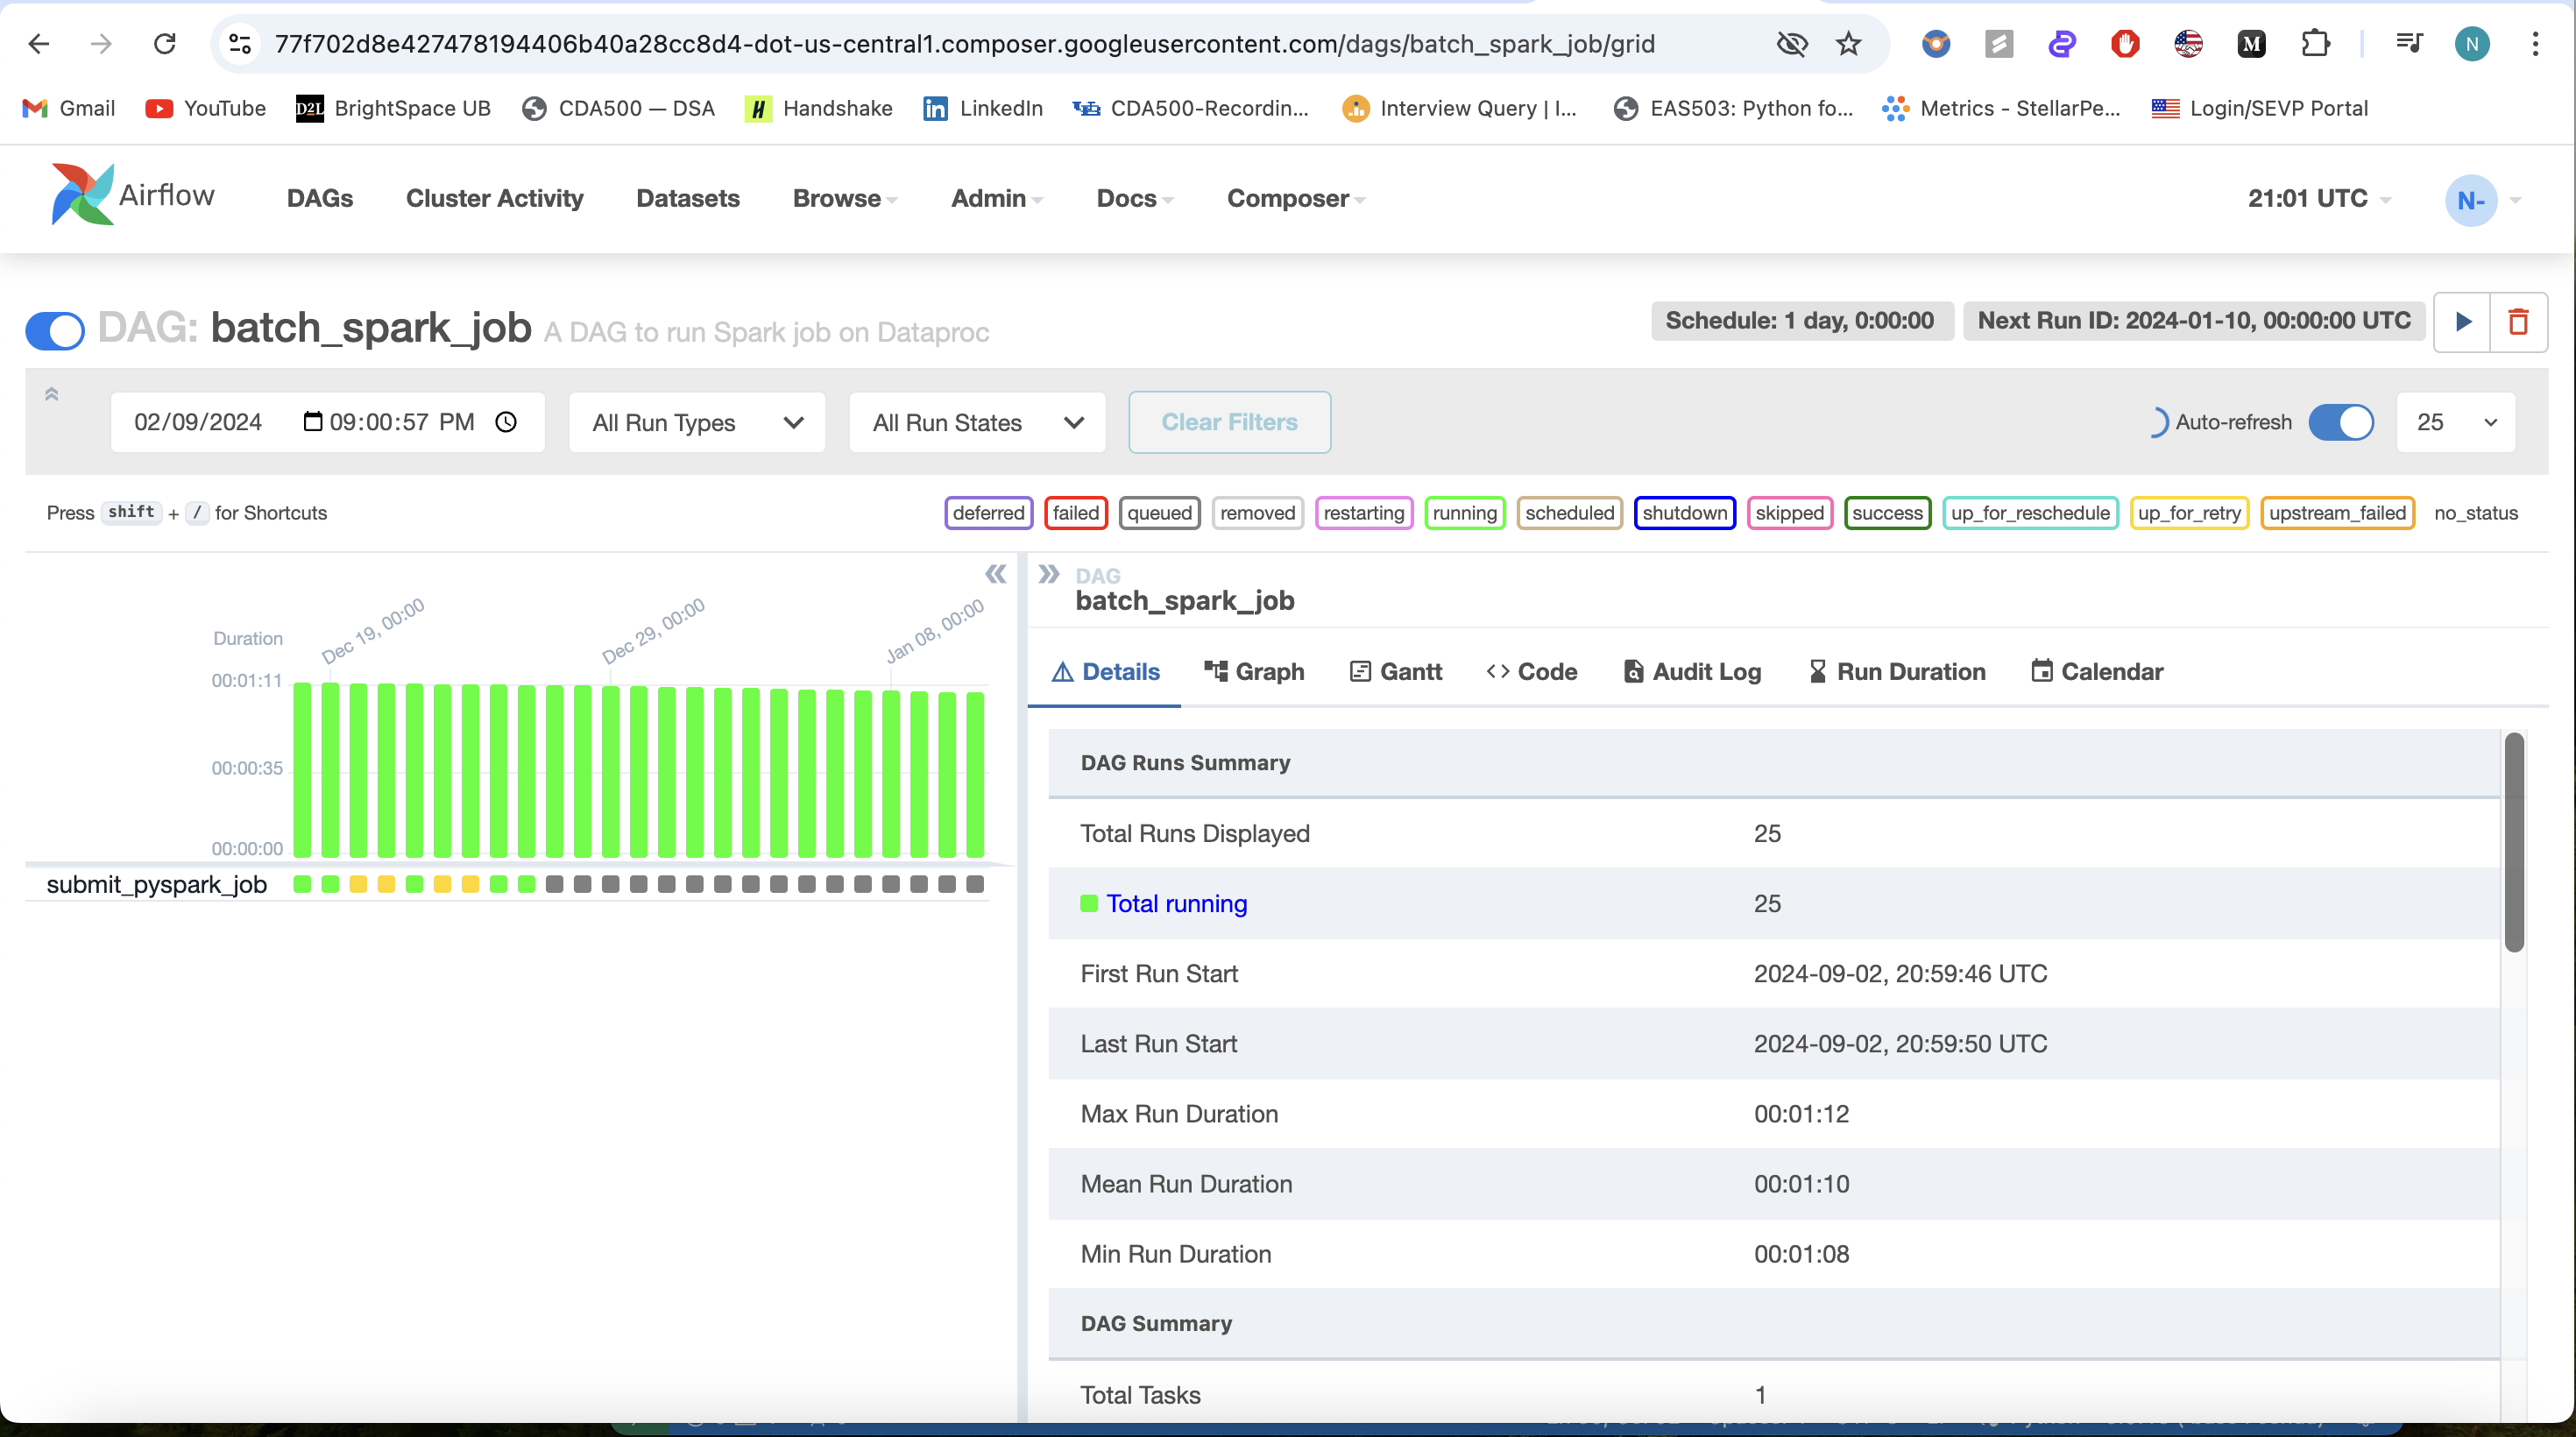 77f702d8e427478194406b40a28cc8d4-dot-us-central1.composer.googleusercontent.com/dags/batch_spark_job/grid
M
N
Gmail YouTube D2L BrightSpace UB CDA500 — DSA Handshake LinkedIn CDA500-Recordin... Interview Query | I... EAS503: Python fo... Metrics - StellarPe... Login/SEVP Portal
Airflow DAGs Cluster Activity Datasets Browse Admin Docs Composer 21:01 UTC N-
DAG: batch_spark_job A DAG to run Spark job on Dataproc Schedule: 1 day, 0:00:00 Next Run ID: 2024-01-10, 00:00:00 UTC
02/09/2024 09:00:57 PM All Run Types All Run States Clear Filters Auto-refresh 25
Press shift + / for Shortcuts deferred failed queued removed restarting running scheduled shutdown skipped success up_for_reschedule up_for_retry upstream_failed no_status
Dec 19, 00:00 Dec 29, 00:00 Jan 08, 00:00
Duration
00:01:11
00:00:35
00:00:00
submit_pyspark_job
DAG
batch_spark_job
Details Graph Gantt Code Audit Log Run Duration Calendar
DAG Runs Summary
Total Runs Displayed 25
Total running 25
First Run Start 2024-09-02, 20:59:46 UTC
Last Run Start 2024-09-02, 20:59:50 UTC
Max Run Duration 00:01:12
Mean Run Duration 00:01:10
Min Run Duration 00:01:08
DAG Summary
Total Tasks 1